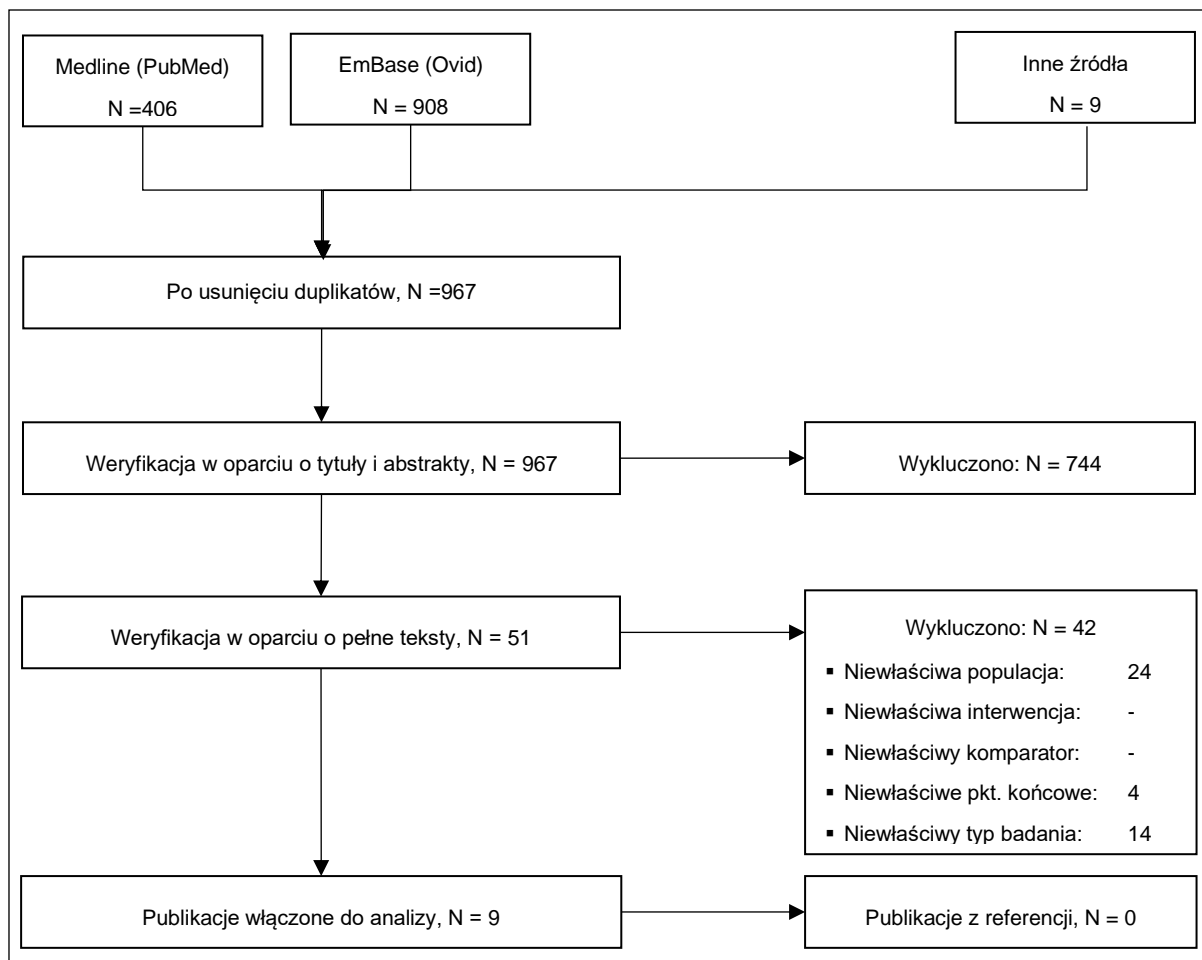 Medline (PubMed)
N =406
EmBase (Ovid)
N = 908
Inne źródła
N = 9
Po usunięciu duplikatów, N =967
Weryfikacja w oparciu o tytuły i abstrakty, N = 967
Wykluczono: N = 744
Weryfikacja w oparciu o pełne teksty, N = 51
Wykluczono: N = 42
▪ Niewłaściwa populacja: 24
▪ Niewłaściwa interwencja: -
▪ Niewłaściwy komparator: -
▪ Niewłaściwe pkt. końcowe: 4
▪ Niewłaściwy typ badania: 14
Publikacje włączone do analizy, N = 9
Publikacje z referencji, N = 0